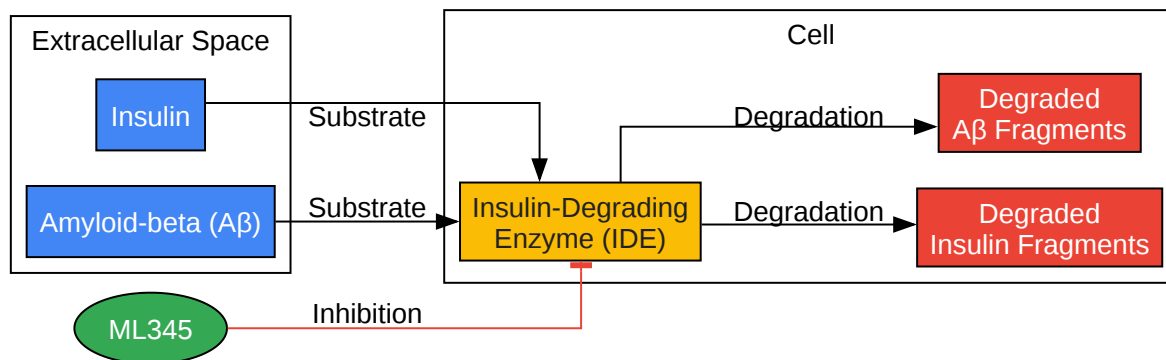 Extracellular Space
Cell
Insulin
Substrate
Degradation
Degraded
Aβ Fragments
Amyloid-beta (Aβ)
Substrate
Insulin-Degrading
Enzyme (IDE)
Degradation
Degraded
Insulin Fragments
ML345
Inhibition